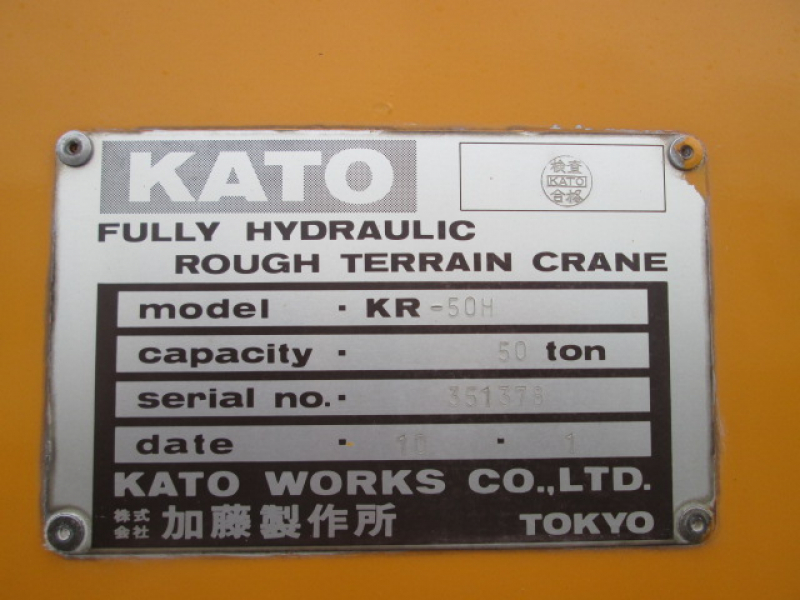 KATO
検査
KATO
合格
FULLY HYDRAULIC
ROUGH TERRAIN CRANE
model · KR-50H
capacity · 50 ton
serial no. ·
date · · 1
KATO WORKS CO.,LTD.
株式会社 加藤製作所 TOKYO